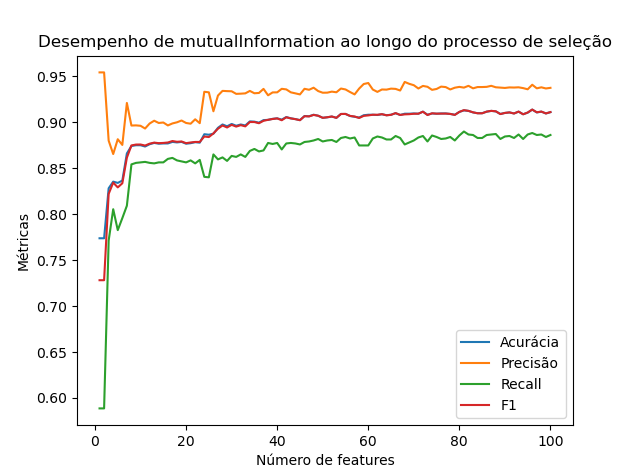 Desempenho de mutualInformation ao longo do processo de seleção
Métricas
0.95
0.90
0.85
0.80
0.75
0.70
0.65
0.60
0 20 40 60 80 100
Número de features
Acurácia
Precisão
Recall
F1